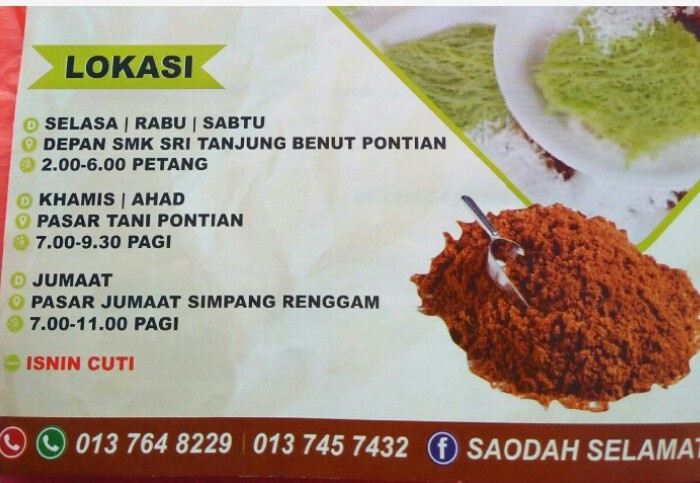 LOKASI
D SELASA | RABU | SABTU
DEPAN SMK SRI TANJUNG BENUT PONTIAN
2.00-6.00 PETANG
D KHAMIS | AHAD
PASAR TANI PONTIAN
7.00-9.30 PAGI
D JUMAAT
PASAR JUMAAT SIMPANG RENGGAM
7.00-11.00 PAGI
ISNIN CUTI
013 764 8229 | 013 745 7432 f SAODAH SELAMAT